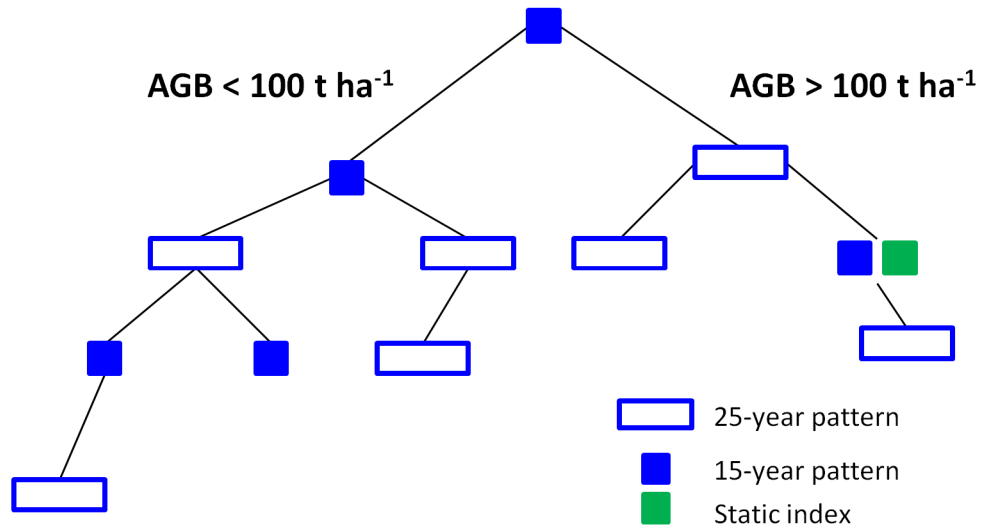 AGB < 100 t ha⁻¹
AGB > 100 t ha⁻¹
25-year pattern
15-year pattern
Static index